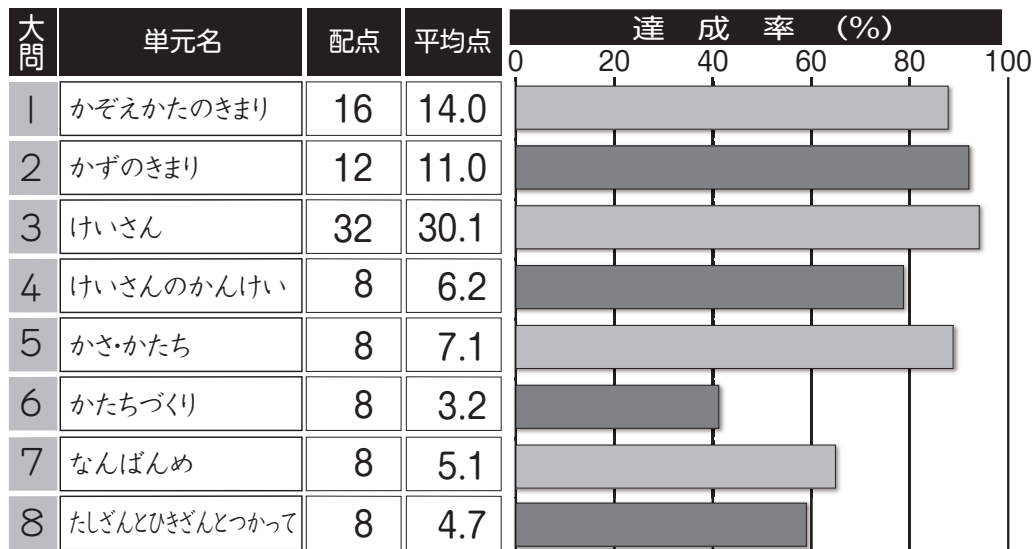 大問 単元名 配点 平均点 達成率(%)
0 20 40 60 80 100
1 かぞえかたのきまり 16 14.0
2 かずのきまり 12 11.0
3 けいさん 32 30.1
4 けいさんのかんけい 8 6.2
5 かさ・かたち 8 7.1
6 かたちづくり 8 3.2
7 なんばんめ 8 5.1
8 たしざんとひきざんとつかって 8 4.7